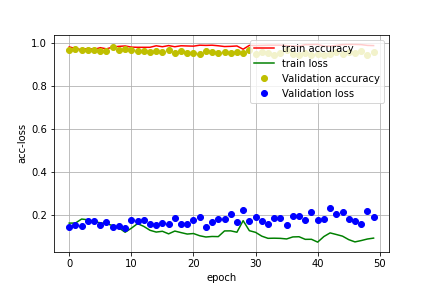 1.0
0.8
0.6
0.4
0.2
acc-loss
train accuracy
train loss
Validation accuracy
Validation loss
0 10 20 30 40 50
epoch